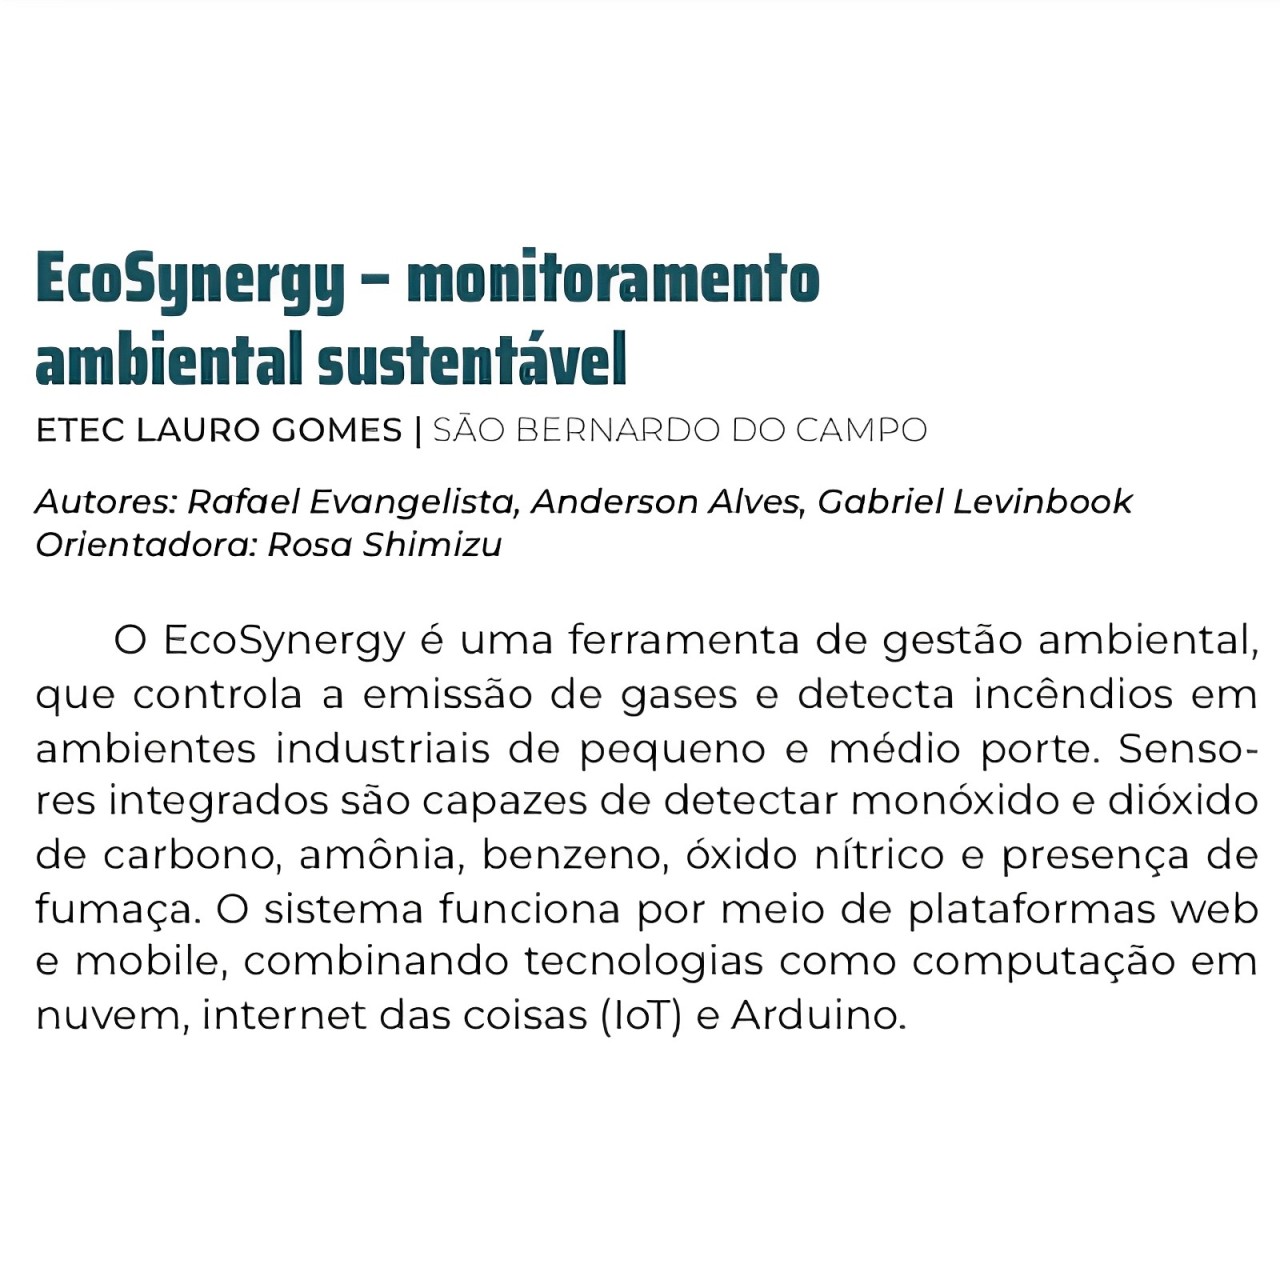 EcoSynergy – monitoramento
ambiental sustentável
ETEC LAURO GOMES | SÃO BERNARDO DO CAMPO
Autores: Rafael Evangelista, Anderson Alves, Gabriel Levinbook
Orientadora: Rosa Shimizu
O EcoSynergy é uma ferramenta de gestão ambiental,
que controla a emissão de gases e detecta incêndios em
ambientes industriais de pequeno e médio porte. Senso-
res integrados são capazes de detectar monóxido e dióxido
de carbono, amônia, benzeno, óxido nítrico e presença de
fumaça. O sistema funciona por meio de plataformas web
e mobile, combinando tecnologias como computação em
nuvem, internet das coisas (IoT) e Arduino.